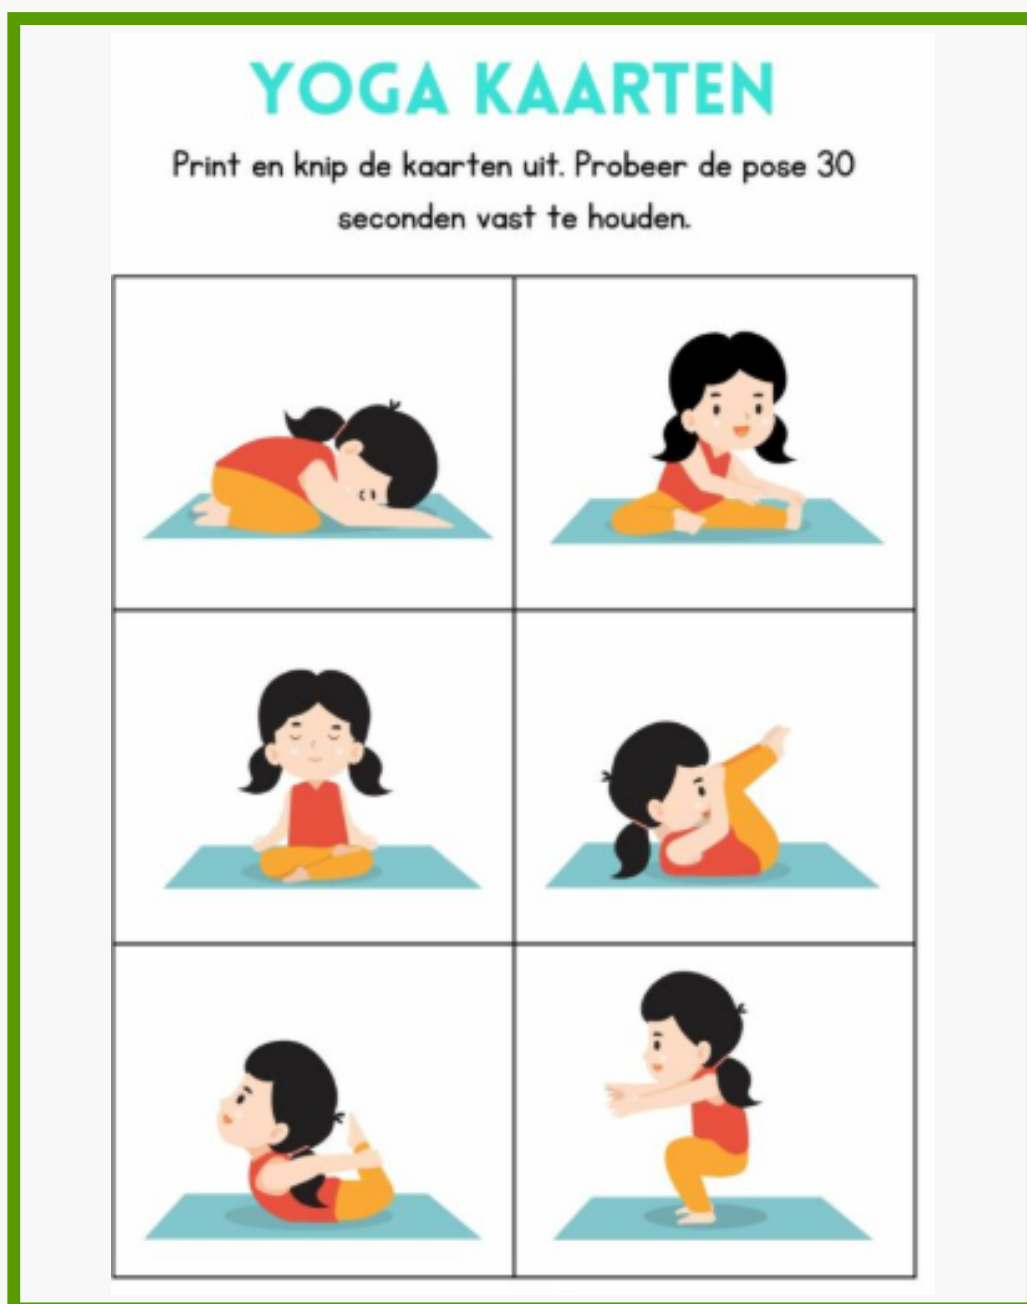 YOGA KAARTEN
Print en knip de kaarten uit. Probeer de pose 30
seconden vast te houden.